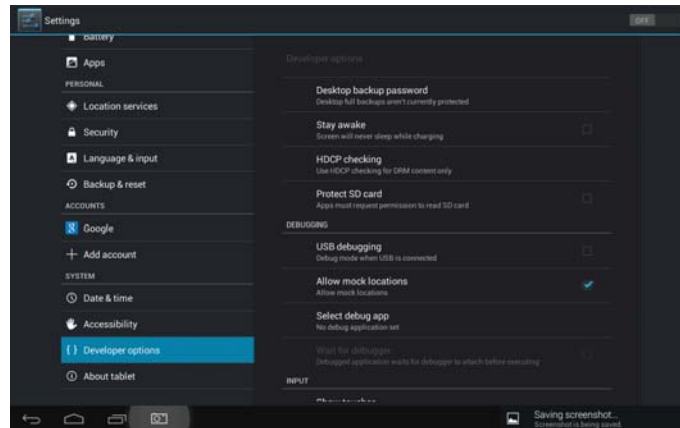 Settings
OFF
Battery
Apps
PERSONAL
Location services
Security
Language & input
Backup & reset
ACCOUNTS
Google
Add account
SYSTEM
Date & time
Accessibility
Developer options
About tablet
Developer options
Desktop backup password
Desktop full backups aren't currently protected
Stay awake
Screen will never sleep while charging
HDCP checking
Use HDCP checking for DRM content only
Protect SD card
Apps must request permission to read SD card
DEBUGGING
USB debugging
Debug mode when USB is connected
Allow mock locations
Allow mock locations
Select debug app
No debug application set
Wait for debugger
Debugged application waits for debugger to attach before executing
INPUT
Show touches
Saving screenshot...
Screenshot is being saved.